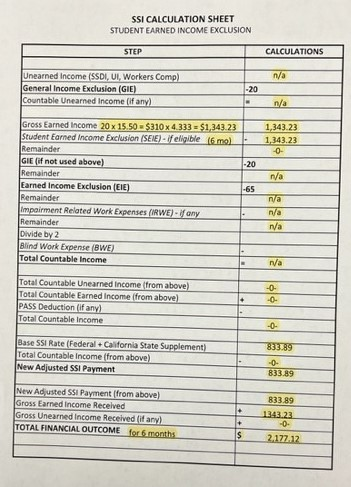 SSI CALCULATION SHEET
STUDENT EARNED INCOME EXCLUSION
STEP CALCULATIONS
Unearned Income (SSDI, UI, Workers Comp) n/a
General Income Exclusion (GIE) -20
Countable Unearned Income (if any) = n/a
Gross Earned Income 20 x 15.50 = $310 x 4.333 = $1,343.23 1,343.23
Student Earned Income Exclusion (SEIE) - if eligible (6 mo) - 1,343.23
Remainder -0-
GIE (if not used above) -20
Remainder n/a
Earned Income Exclusion (EIE) -65
Remainder n/a
Impairment Related Work Expenses (IRWE) - if any - n/a
Remainder n/a
Divide by 2
Blind Work Expense (BWE) -
Total Countable Income = n/a
Total Countable Unearned Income (from above) -0-
Total Countable Earned Income (from above) + -0-
PASS Deduction (if any) -
Total Countable Income -0-
Base SSI Rate (Federal + California State Supplement) 833.89
Total Countable Income (from above) - -0-
New Adjusted SSI Payment 833.89
New Adjusted SSI Payment (from above) 833.89
Gross Earned Income Received + 1343.23
Gross Unearned Income Received (if any) + -0-
TOTAL FINANCIAL OUTCOME for 6 months $ 2,177.12